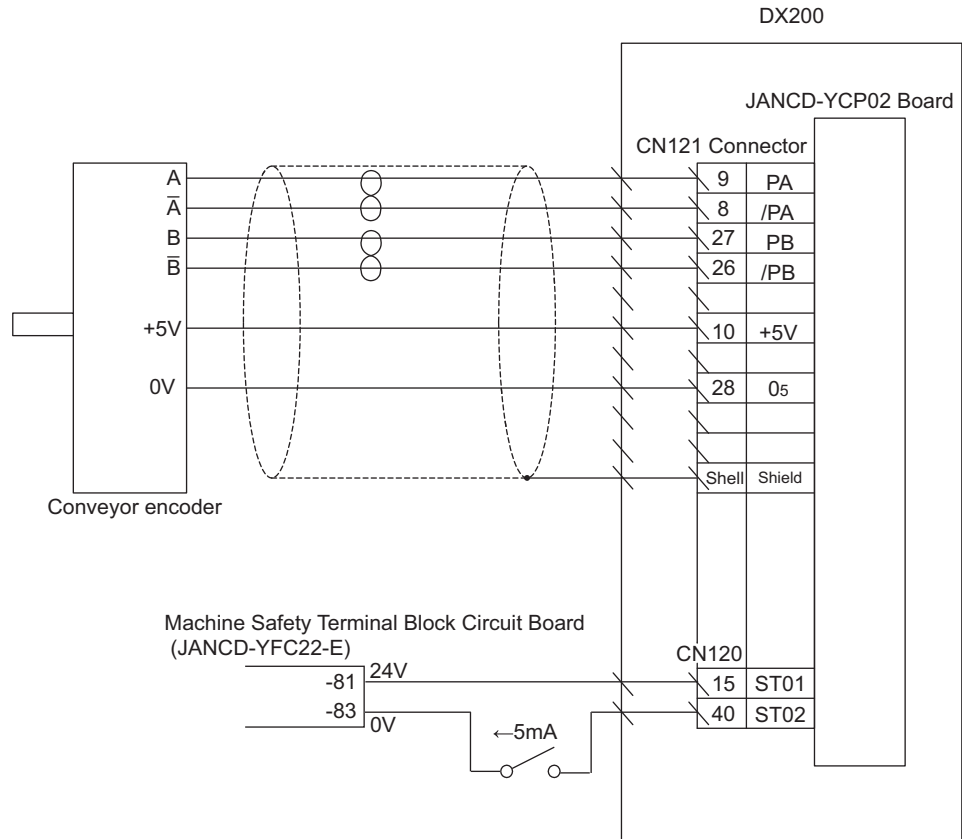 DX200
JANCD-YCP02 Board
CN121 Connector
A 9 PA
A̅ 8 /PA
B 27 PB
B̅ 26 /PB
+5V 10 +5V
0V 28 05
Shell Shield
Conveyor encoder
Machine Safety Terminal Block Circuit Board
(JANCD-YFC22-E)
CN120
-81 24V 15 ST01
-83 0V 40 ST02
←5mA